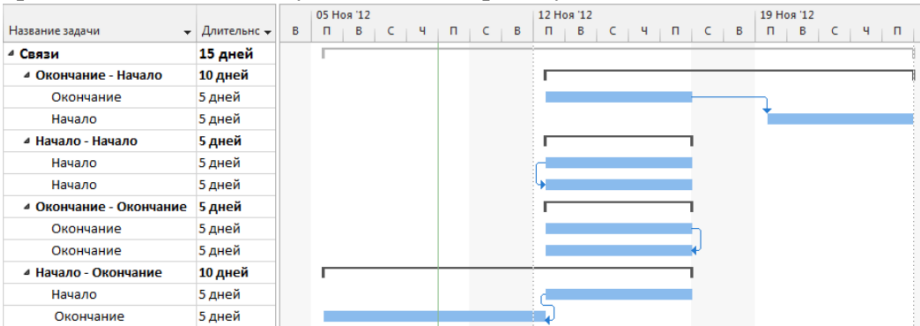 05 Ноя '12 12 Ноя '12 19 Ноя '12
Название задачи Длительнс В П В С Ч П С В П В С Ч П С В П В С Ч П
Связи 15 дней
Окончание - Начало 10 дней
Окончание 5 дней
Начало 5 дней
Начало - Начало 5 дней
Начало 5 дней
Начало 5 дней
Окончание - Окончание 5 дней
Окончание 5 дней
Окончание 5 дней
Начало - Окончание 10 дней
Начало 5 дней
Окончание 5 дней